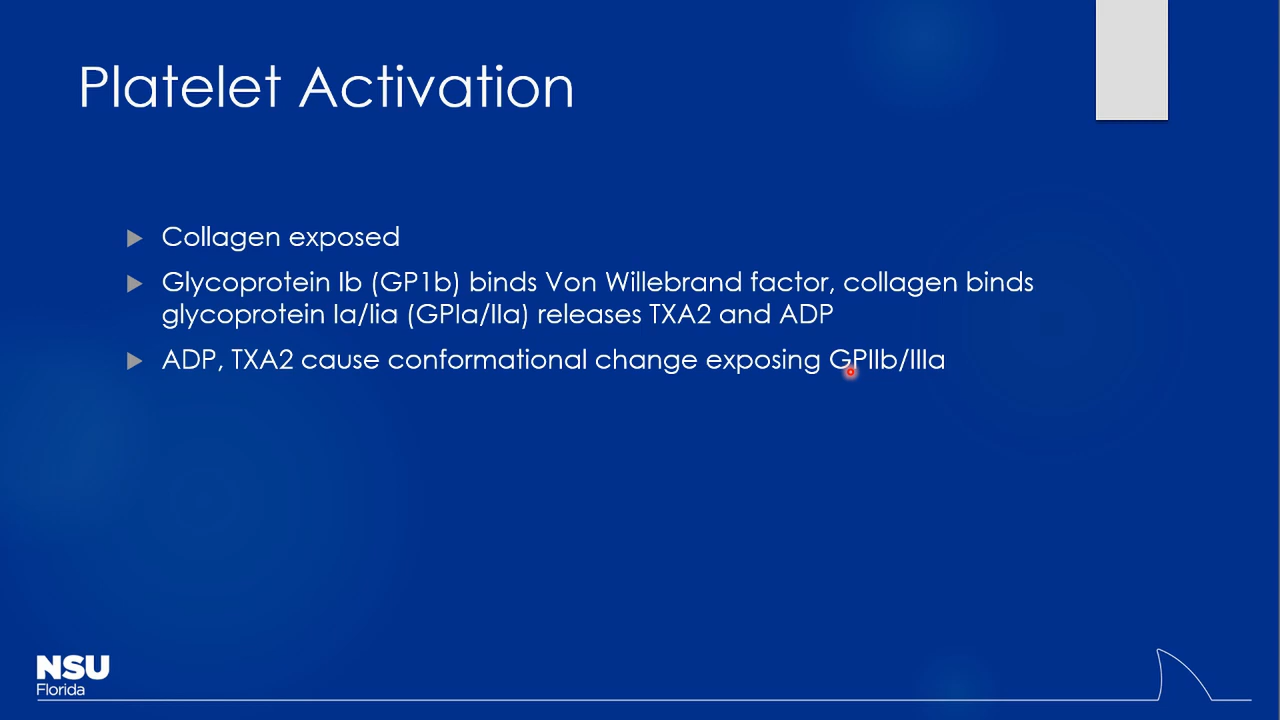 Platelet Activation
Collagen exposed
Glycoprotein Ib (GP1b) binds Von Willebrand factor, collagen binds
glycoprotein Ia/Iia (GPIa/IIa) releases TXA2 and ADP
ADP, TXA2 cause conformational change exposing GPIIb/IIIa
NSU
Florida